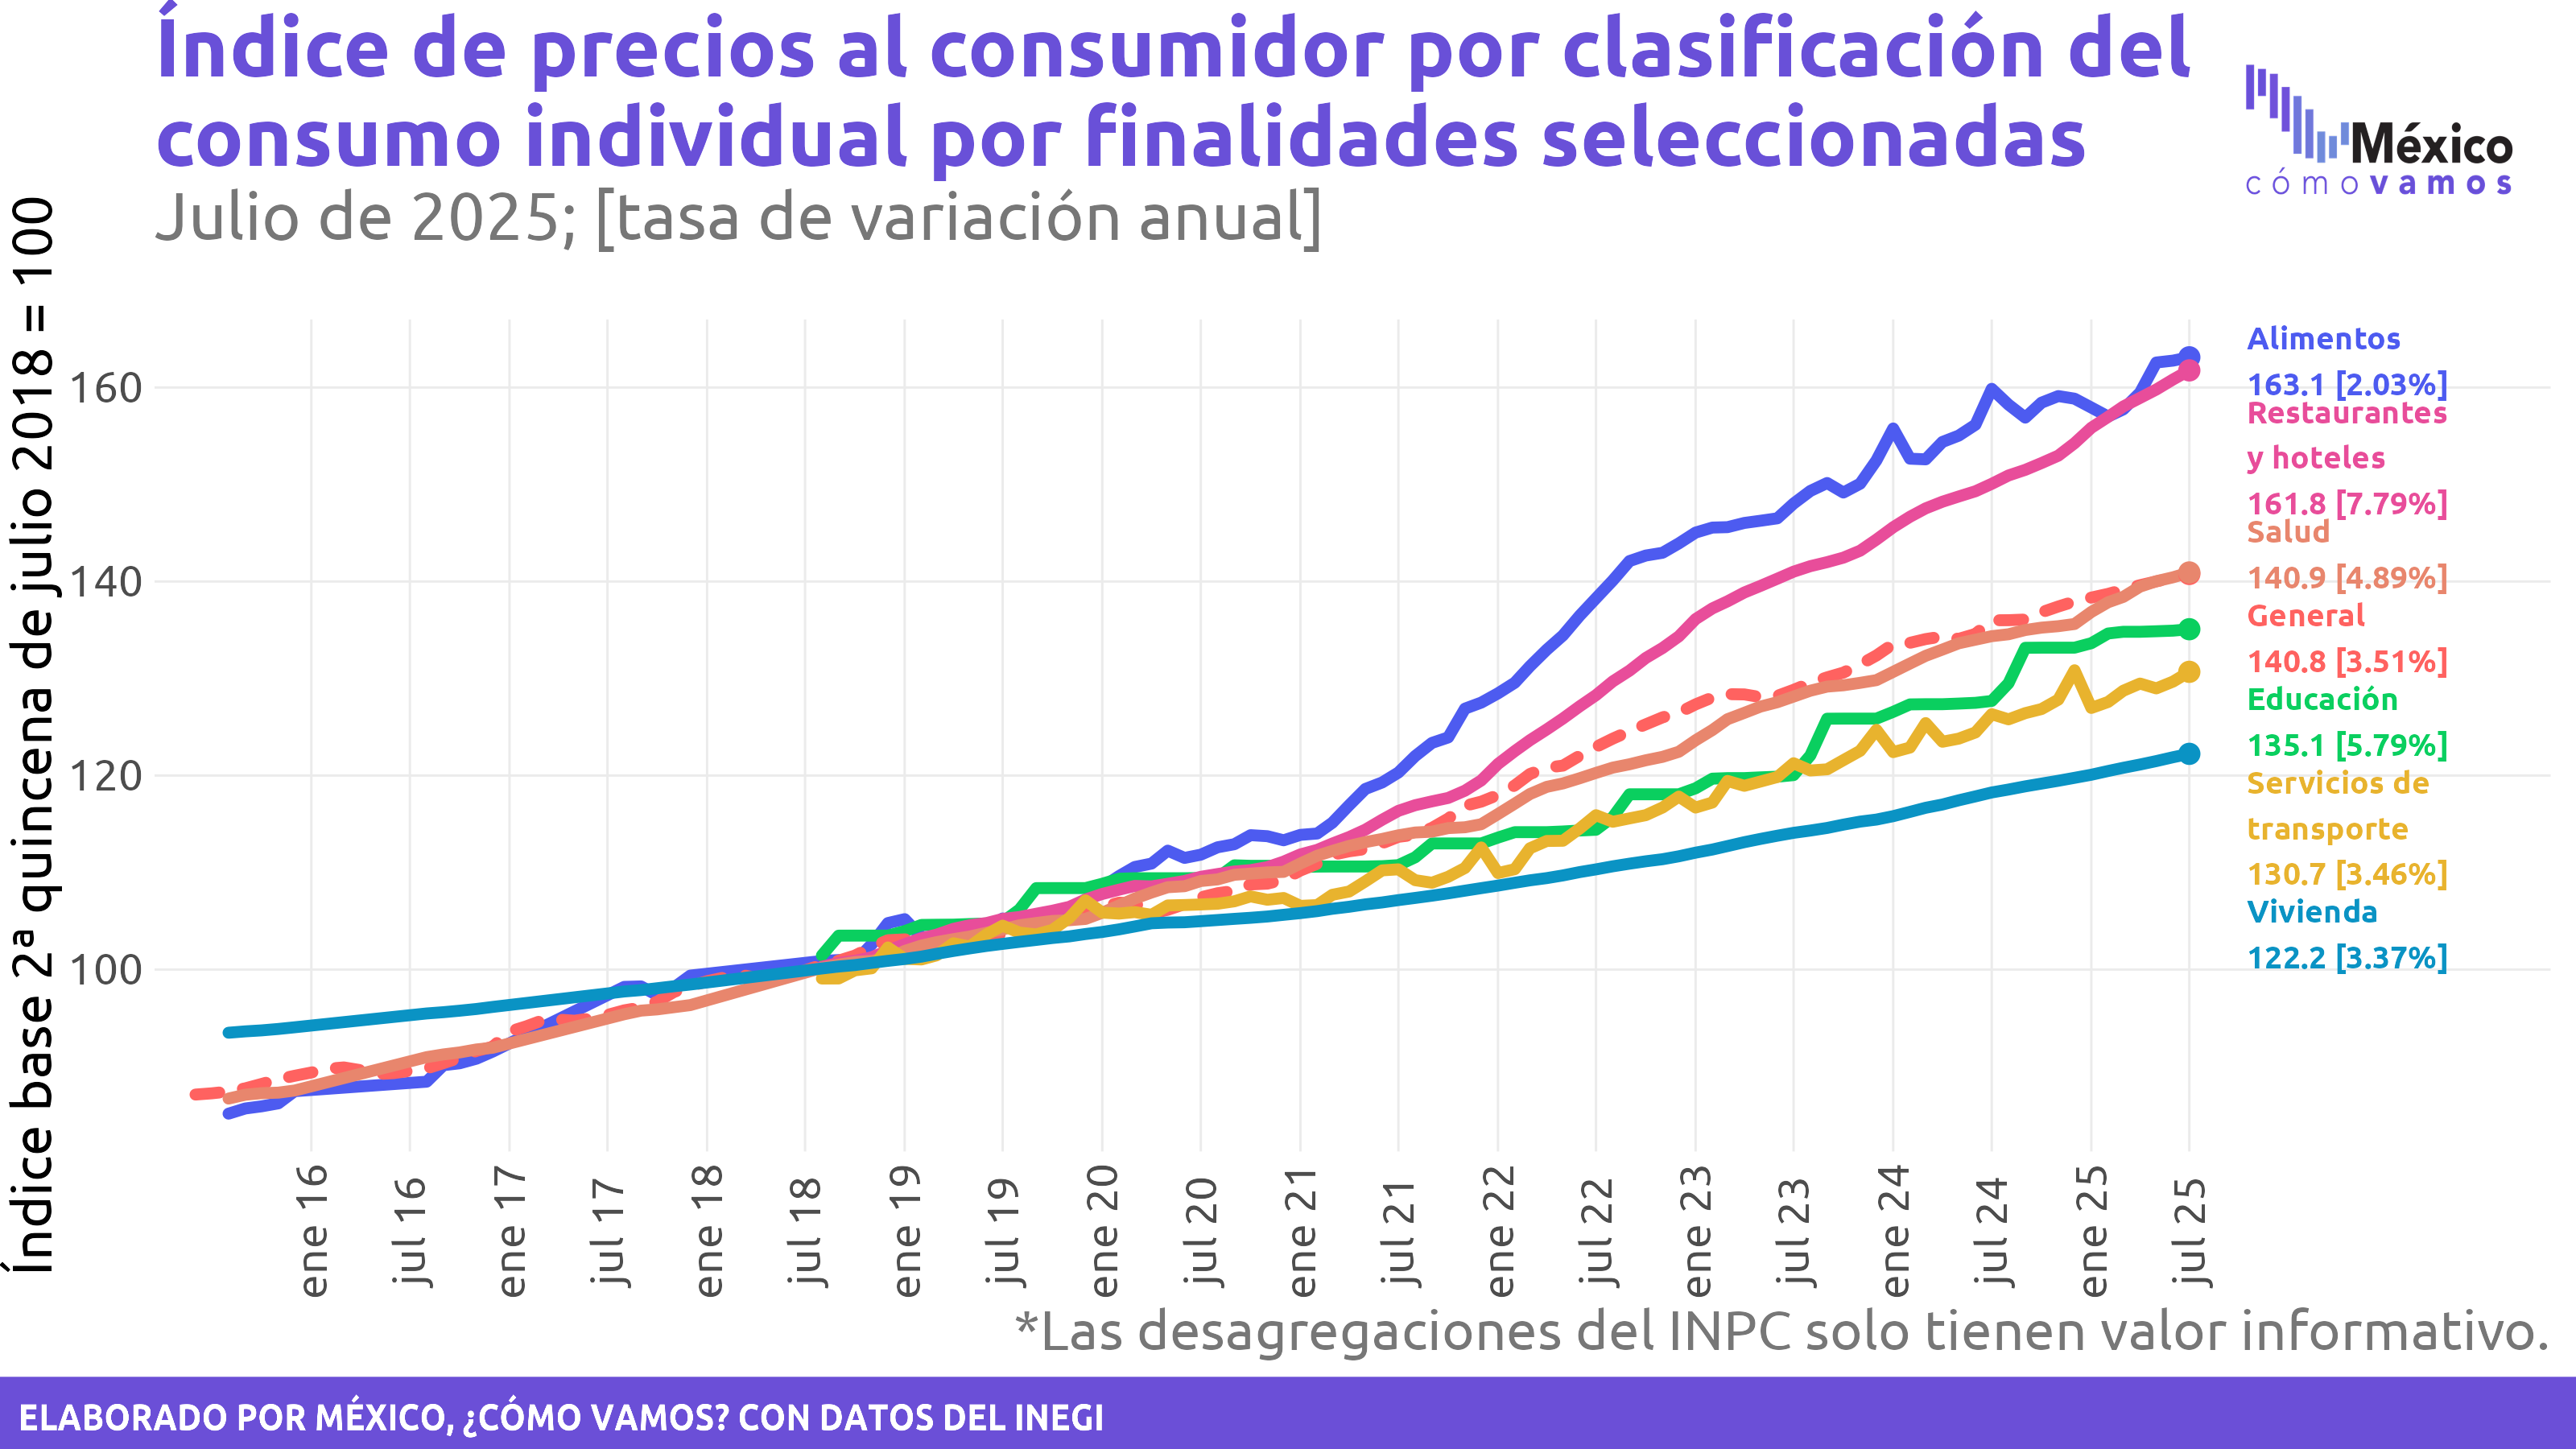 Índice de precios al consumidor por clasificación del
consumo individual por finalidades seleccionadas
Julio de 2025; [tasa de variación anual]
México
cómo vamos
Índice base 2ª quincena de julio 2018 = 100
160
140
120
100
Alimentos
163.1 [2.03%]
Restaurantes
y hoteles
161.8 [7.79%]
Salud
140.9 [4.89%]
General
140.8 [3.51%]
Educación
135.1 [5.79%]
Servicios de
transporte
130.7 [3.46%]
Vivienda
122.2 [3.37%]
ene 16
jul 16
ene 17
jul 17
ene 18
jul 18
ene 19
jul 19
ene 20
jul 20
ene 21
jul 21
ene 22
jul 22
ene 23
jul 23
ene 24
jul 24
ene 25
jul 25
*Las desagregaciones del INPC solo tienen valor informativo.
ELABORADO POR MÉXICO, ¿CÓMO VAMOS? CON DATOS DEL INEGI